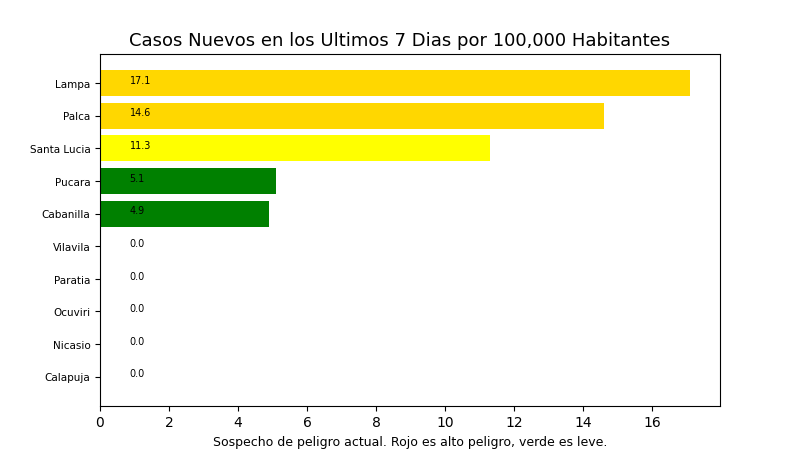 Casos Nuevos en los Ultimos 7 Dias por 100,000 Habitantes
Lampa 17.1
Palca 14.6
Santa Lucia 11.3
Pucara 5.1
Cabanilla 4.9
Vilavila 0.0
Paratia 0.0
Ocuviri 0.0
Nicasio 0.0
Calapuja 0.0
0 2 4 6 8 10 12 14 16
Sospecho de peligro actual. Rojo es alto peligro, verde es leve.